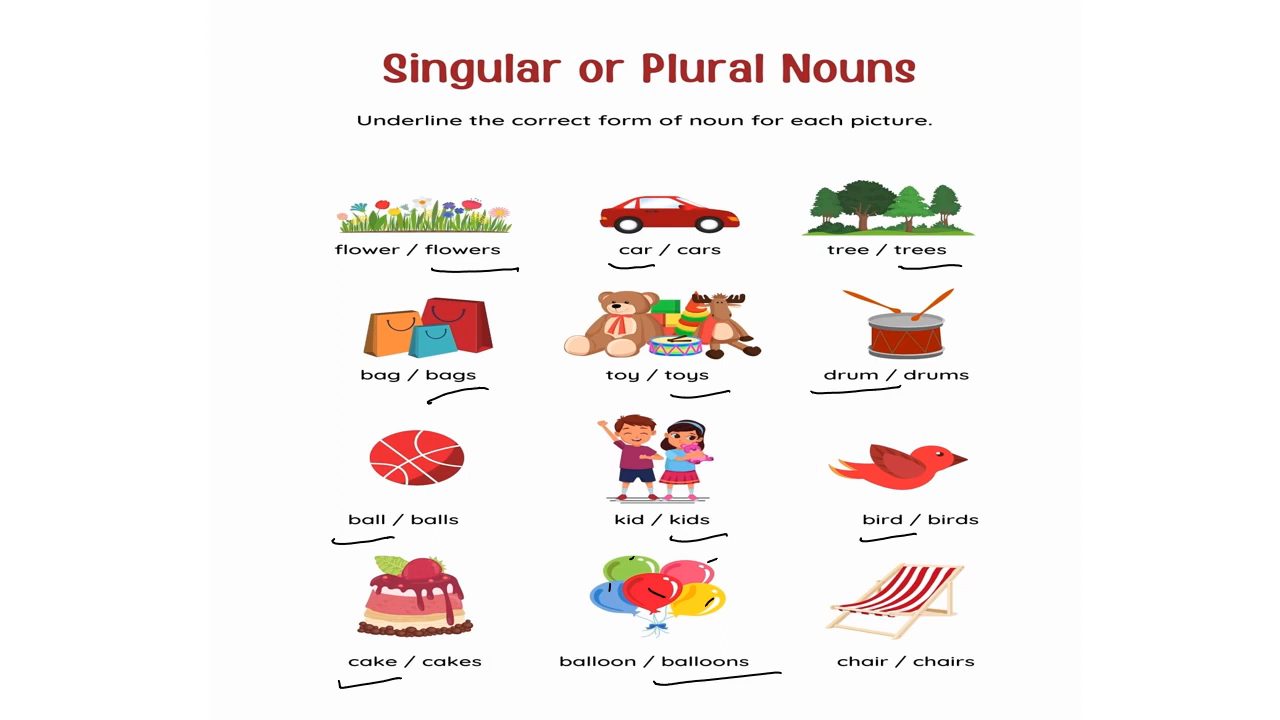 Singular or Plural Nouns
Underline the correct form of noun for each picture.
flower / flowers
car / cars
tree / trees
bag / bags
toy / toys
drum / drums
ball / balls
kid / kids
bird / birds
cake / cakes
balloon / balloons
chair / chairs